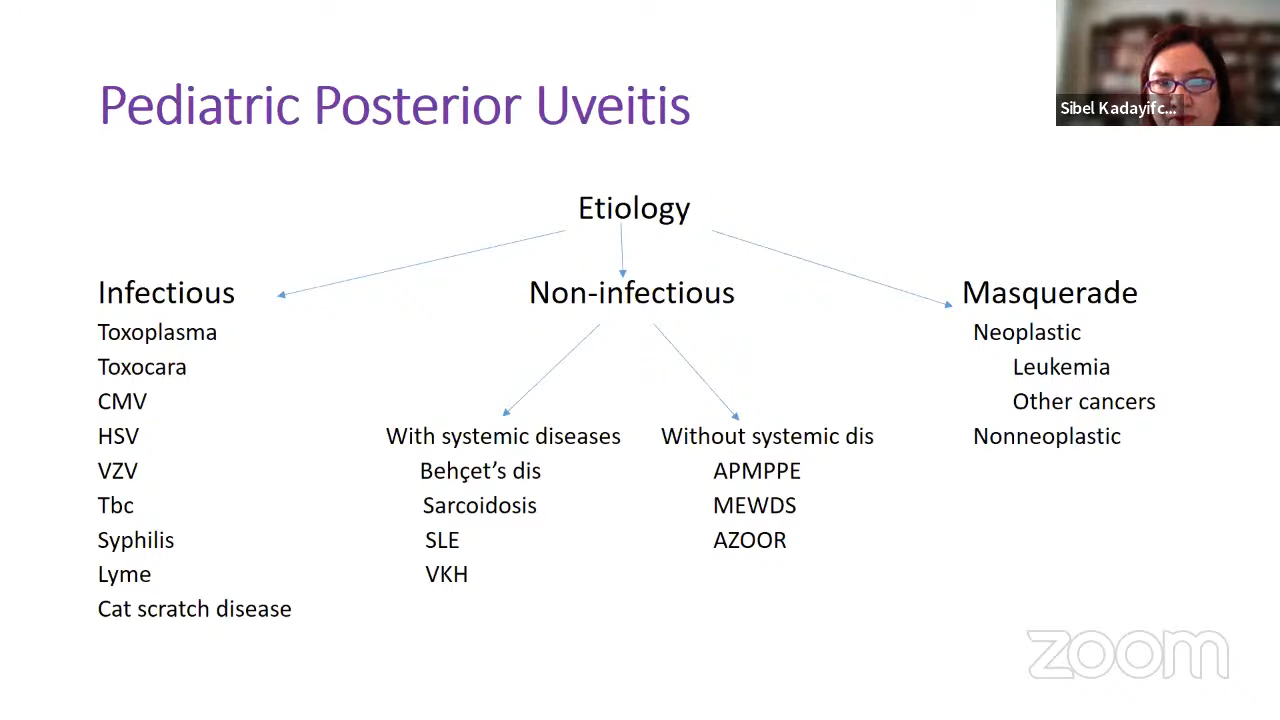 Pediatric Posterior Uveitis
Sibel Kadayifc...
Etiology
Infectious
Toxoplasma
Toxocara
CMV
HSV
VZV
Tbc
Syphilis
Lyme
Cat scratch disease
Non-infectious
With systemic diseases
Behçet’s dis
Sarcoidosis
SLE
VKH
Without systemic dis
APMPPE
MEWDS
AZOOR
Masquerade
Neoplastic
Leukemia
Other cancers
Nonneoplastic
zoom